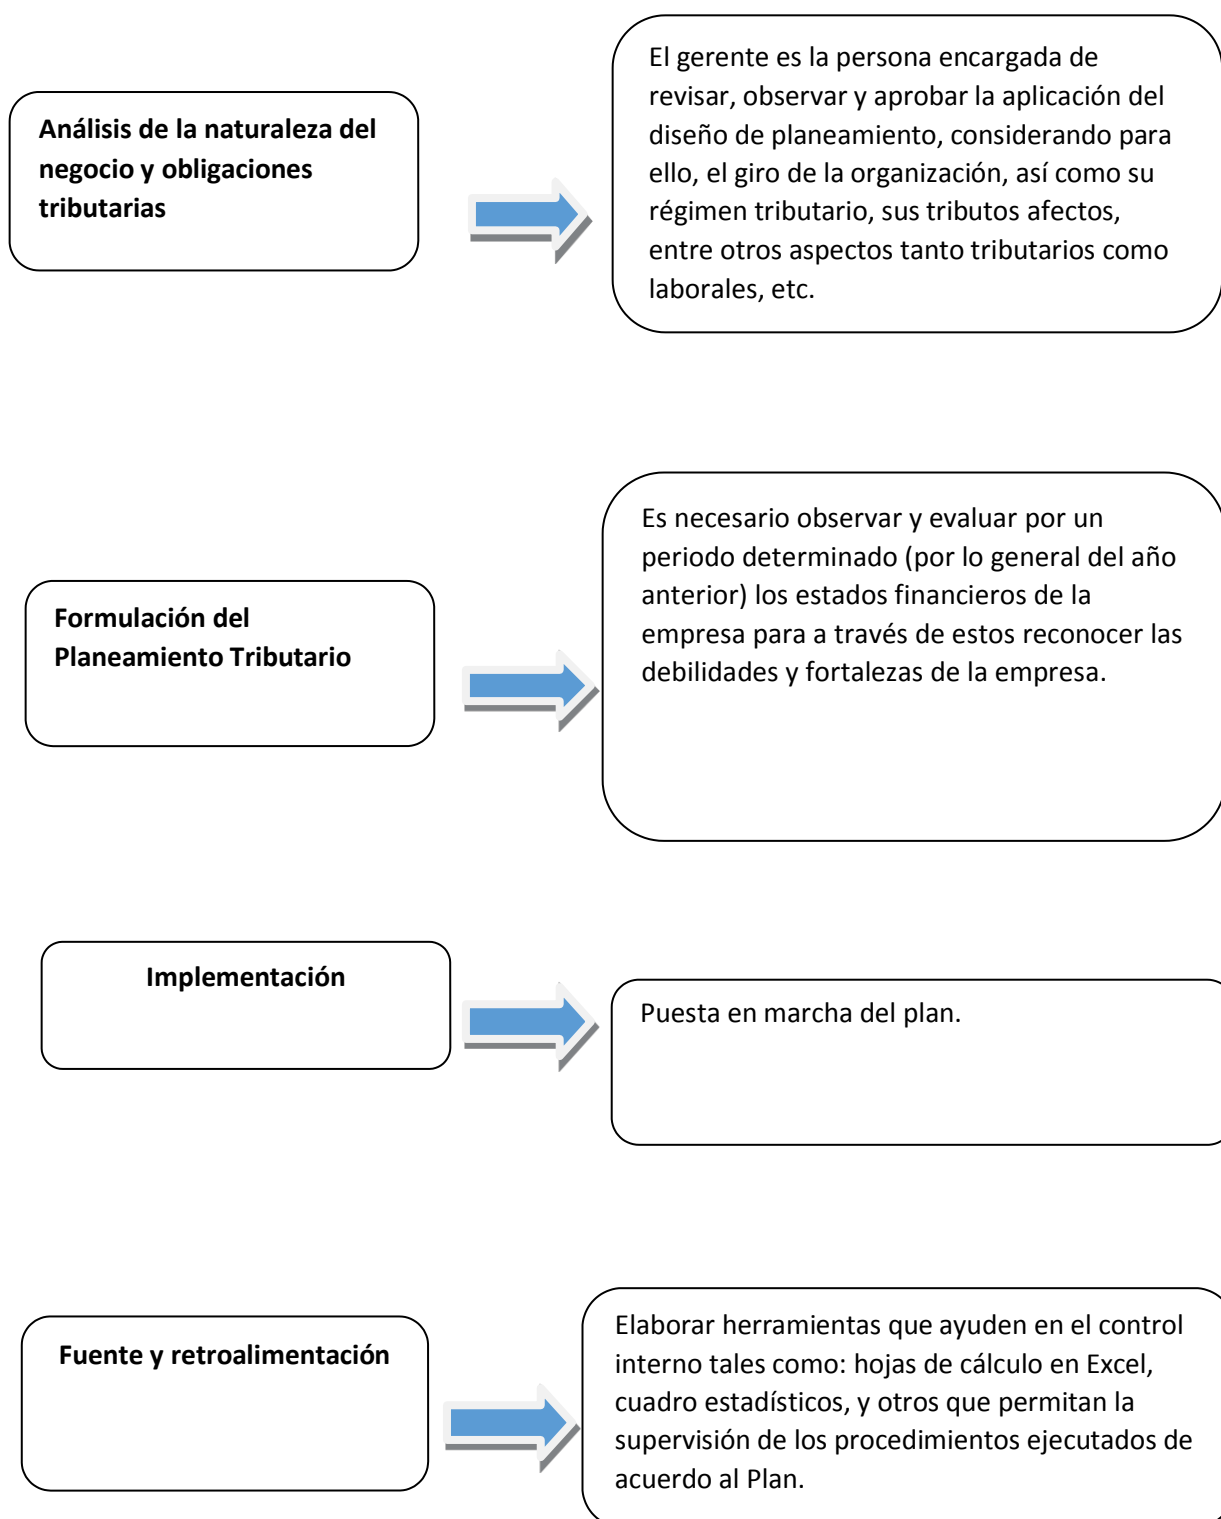 Análisis de la naturaleza del
negocio y obligaciones
tributarias
El gerente es la persona encargada de
revisar, observar y aprobar la aplicación del
diseño de planeamiento, considerando para
ello, el giro de la organización, así como su
régimen tributario, sus tributos afectos,
entre otros aspectos tanto tributarios como
laborales, etc.
Formulación del
Planeamiento Tributario
Es necesario observar y evaluar por un
periodo determinado (por lo general del año
anterior) los estados financieros de la
empresa para a través de estos reconocer las
debilidades y fortalezas de la empresa.
Implementación
Puesta en marcha del plan.
Fuente y retroalimentación
Elaborar herramientas que ayuden en el control
interno tales como: hojas de cálculo en Excel,
cuadro estadísticos, y otros que permitan la
supervisión de los procedimientos ejecutados de
acuerdo al Plan.